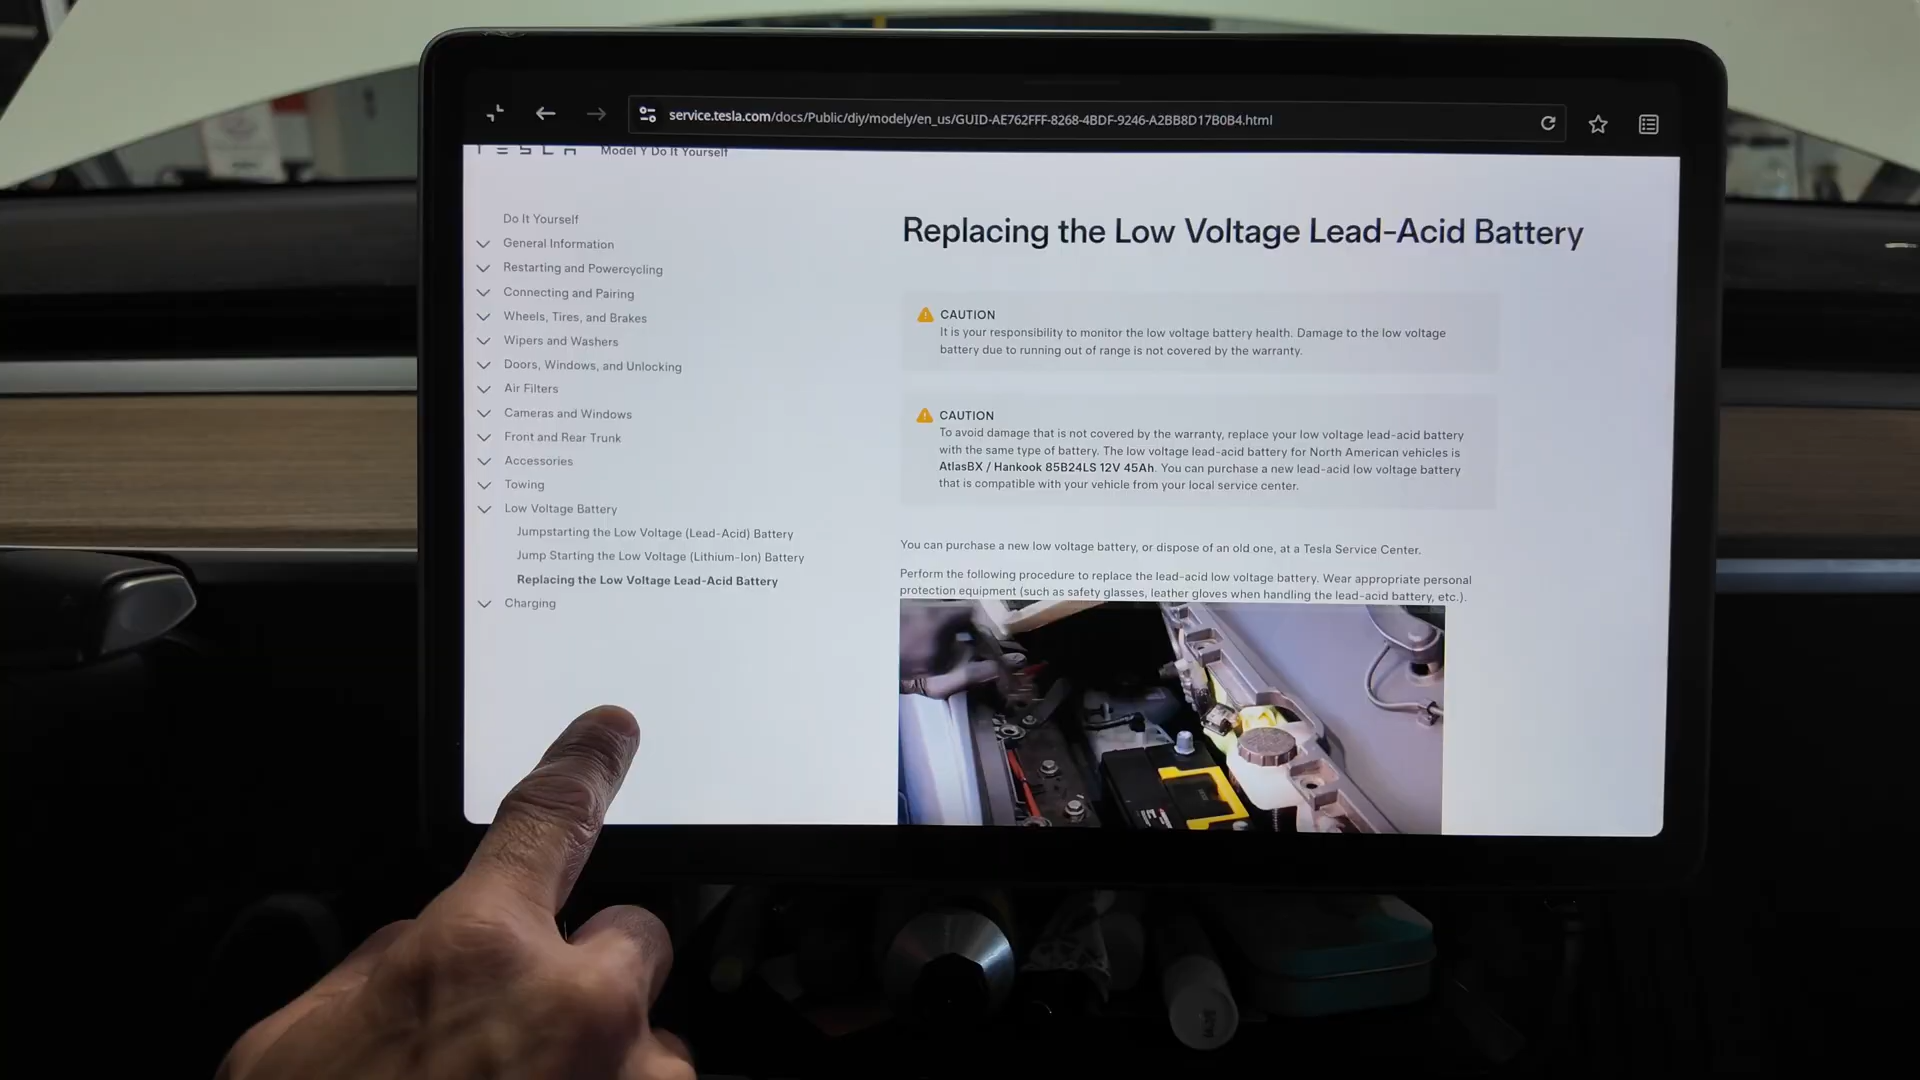 service.tesla.com/docs/Public/diy/modely/en_us/GUID-AE762FFF-8268-4BDF-9246-A2BB8D17B0B4.html
TESLA Model Y Do It Yourself
Do It Yourself
General Information
Restarting and Powercycling
Connecting and Pairing
Wheels, Tires, and Brakes
Wipers and Washers
Doors, Windows, and Unlocking
Air Filters
Cameras and Windows
Front and Rear Trunk
Accessories
Towing
Low Voltage Battery
Jumpstarting the Low Voltage (Lead-Acid) Battery
Jump Starting the Low Voltage (Lithium-Ion) Battery
Replacing the Low Voltage Lead-Acid Battery
Charging
Replacing the Low Voltage Lead-Acid Battery
CAUTION
It is your responsibility to monitor the low voltage battery health. Damage to the low voltage
battery due to running out of range is not covered by the warranty.
CAUTION
To avoid damage that is not covered by the warranty, replace your low voltage lead-acid battery
with the same type of battery. The low voltage lead-acid battery for North American vehicles is
AtlasBX / Hankook 85B24LS 12V 45Ah. You can purchase a new lead-acid low voltage battery
that is compatible with your vehicle from your local service center.
You can purchase a new low voltage battery, or dispose of an old one, at a Tesla Service Center.
Perform the following procedure to replace the lead-acid low voltage battery. Wear appropriate personal
protection equipment (such as safety glasses, leather gloves when handling the lead-acid battery, etc.).